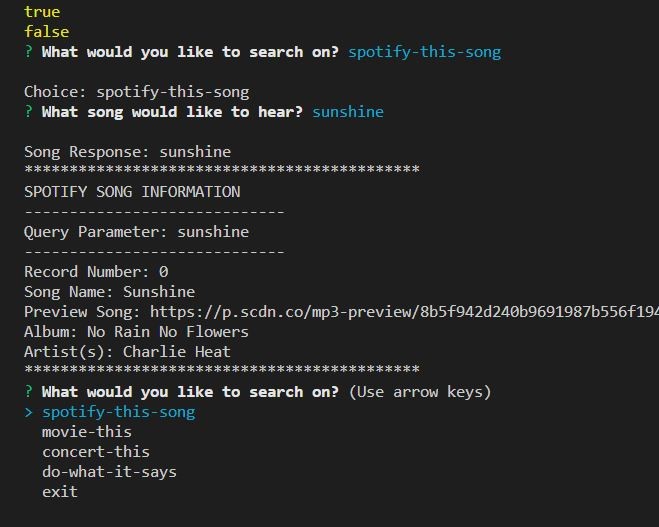 true
false
? What would you like to search on? spotify-this-song
Choice: spotify-this-song
? What song would like to hear? sunshine
Song Response: sunshine
********************************************
SPOTIFY SONG INFORMATION
-----------------------------
Query Parameter: sunshine
-----------------------------
Record Number: 0
Song Name: Sunshine
Preview Song: https://p.scdn.co/mp3-preview/8b5f942d240b9691987b556f194
Album: No Rain No Flowers
Artist(s): Charlie Heat
********************************************
? What would you like to search on? (Use arrow keys)
> spotify-this-song
movie-this
concert-this
do-what-it-says
exit